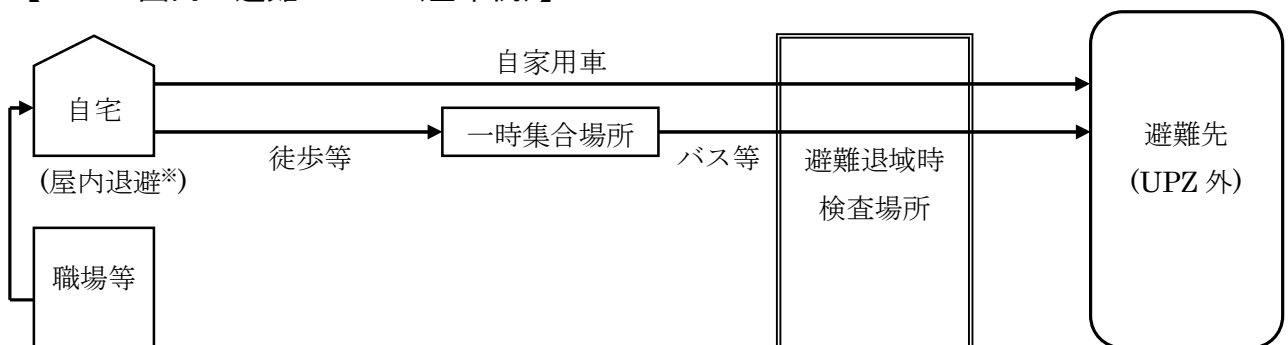 自家用車
自宅
一時集合場所
徒歩等
バス等
(屋内退避※)
避難退域時
検査場所
避難先
(UPZ 外)
職場等